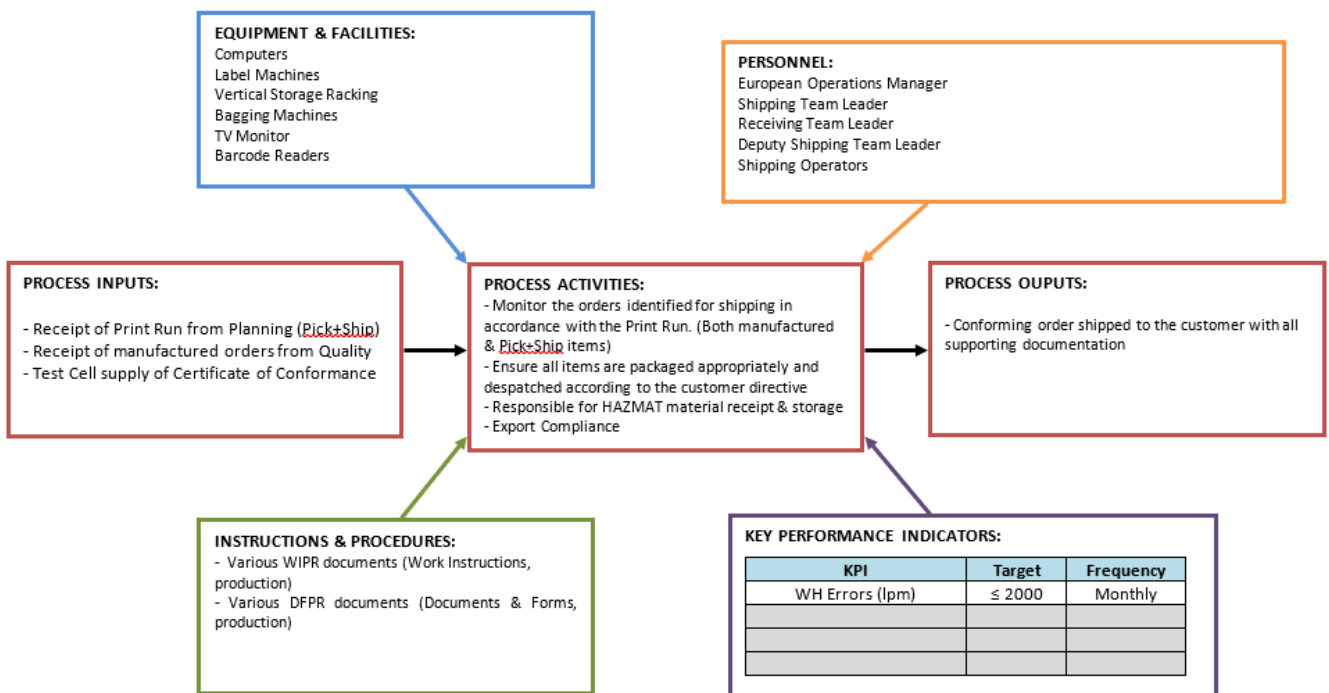 EQUIPMENT & FACILITIES:
Computers
Label Machines
Vertical Storage Racking
Bagging Machines
TV Monitor
Barcode Readers
PERSONNEL:
European Operations Manager
Shipping Team Leader
Receiving Team Leader
Deputy Shipping Team Leader
Shipping Operators
PROCESS INPUTS:
- Receipt of Print Run from Planning (Pick+Ship)
- Receipt of manufactured orders from Quality
- Test Cell supply of Certificate of Conformance
PROCESS ACTIVITIES:
- Monitor the orders identified for shipping in
accordance with the Print Run. (Both manufactured
& Pick+Ship items)
- Ensure all items are packaged appropriately and
despatched according to the customer directive
- Responsible for HAZMAT material receipt & storage
- Export Compliance
PROCESS OUPUTS:
- Conforming order shipped to the customer with all
supporting documentation
INSTRUCTIONS & PROCEDURES:
- Various WIPR documents (Work Instructions,
production)
- Various DFPR documents (Documents & Forms,
production)
KEY PERFORMANCE INDICATORS:
KPI Target Frequency
WH Errors (lpm) ≤ 2000 Monthly